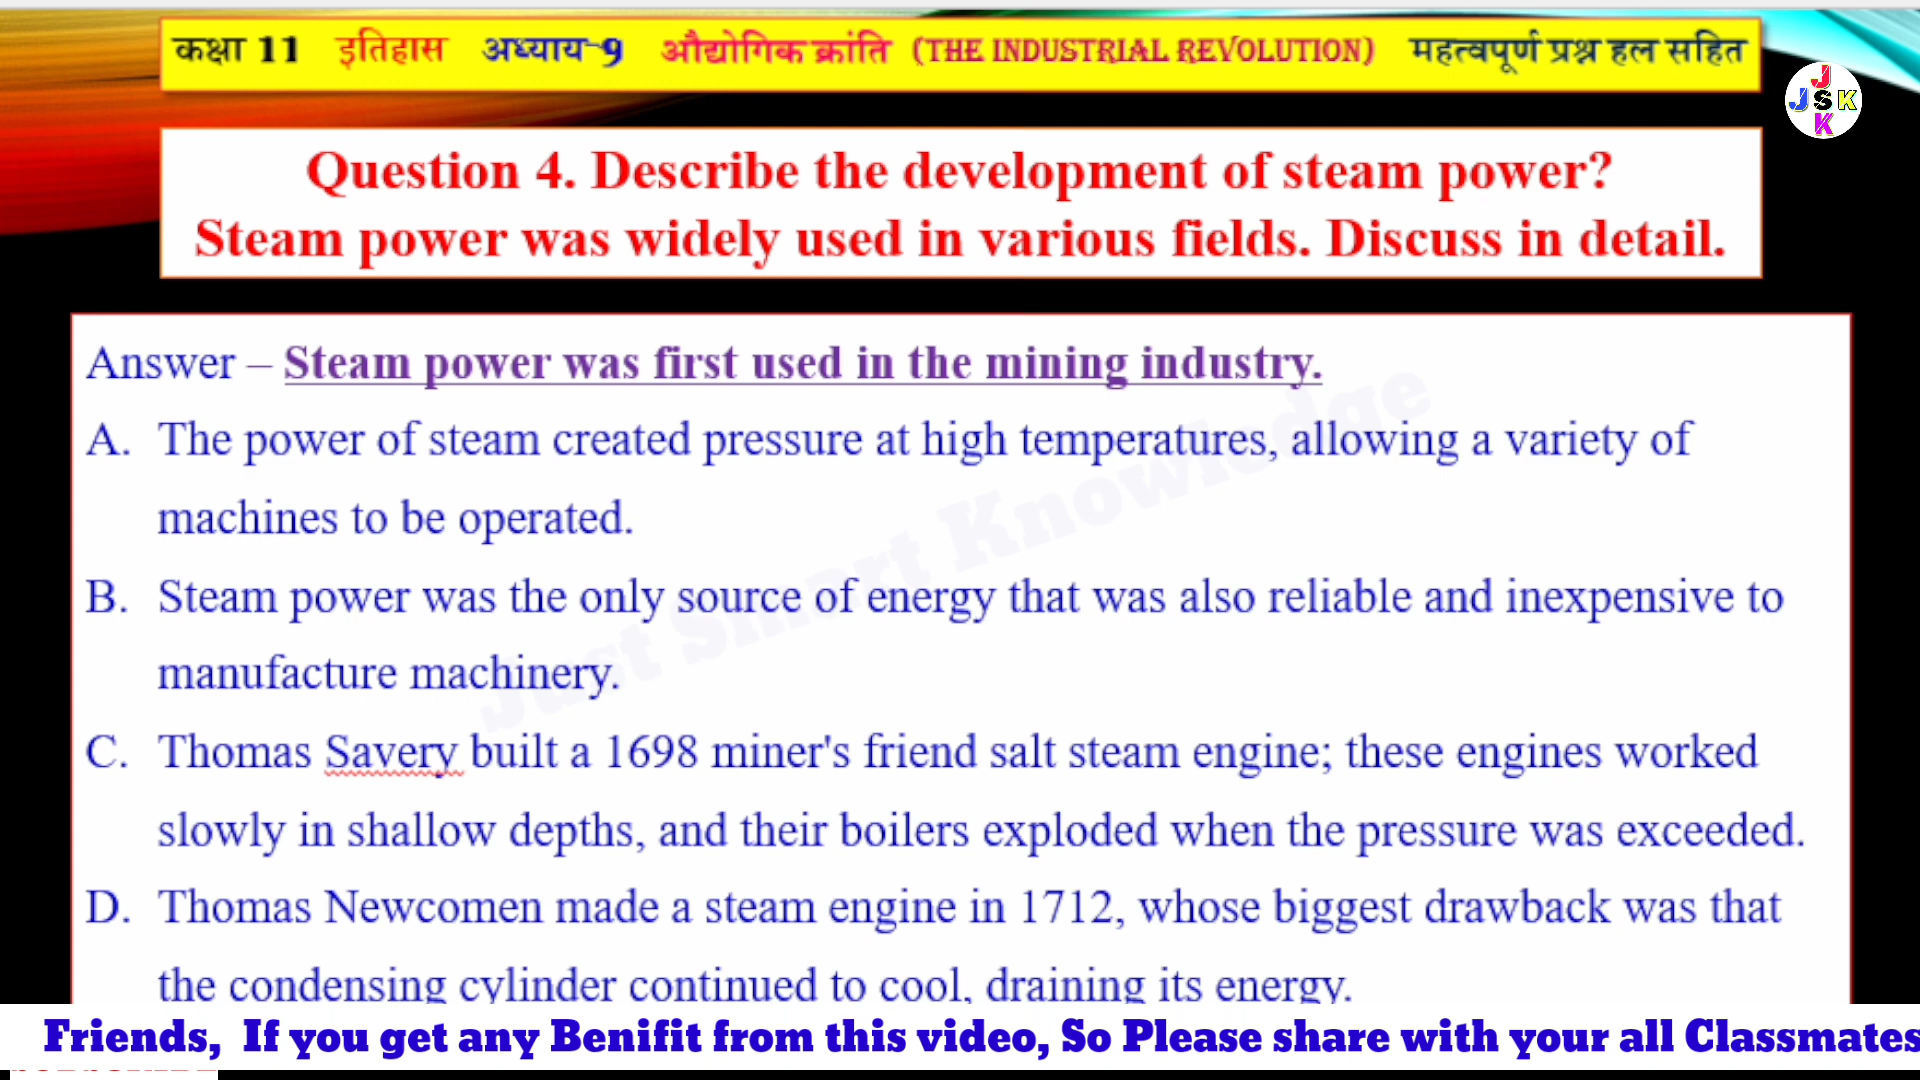 कक्षा 11 इतिहास अध्याय-9 औद्योगिक क्रांति (THE INDUSTRIAL REVOLUTION) महत्वपूर्ण प्रश्न हल सहित
J
J S K
K
Question 4. Describe the development of steam power?
Steam power was widely used in various fields. Discuss in detail.
Answer – Steam power was first used in the mining industry.
A. The power of steam created pressure at high temperatures, allowing a variety of
machines to be operated.
B. Steam power was the only source of energy that was also reliable and inexpensive to
manufacture machinery.
Just Smart Knowledge
C. Thomas Savery built a 1698 miner's friend salt steam engine; these engines worked
slowly in shallow depths, and their boilers exploded when the pressure was exceeded.
D. Thomas Newcomen made a steam engine in 1712, whose biggest drawback was that
the condensing cylinder continued to cool, draining its energy.
Friends, If you get any Benifit from this video, So Please share with your all Classmates